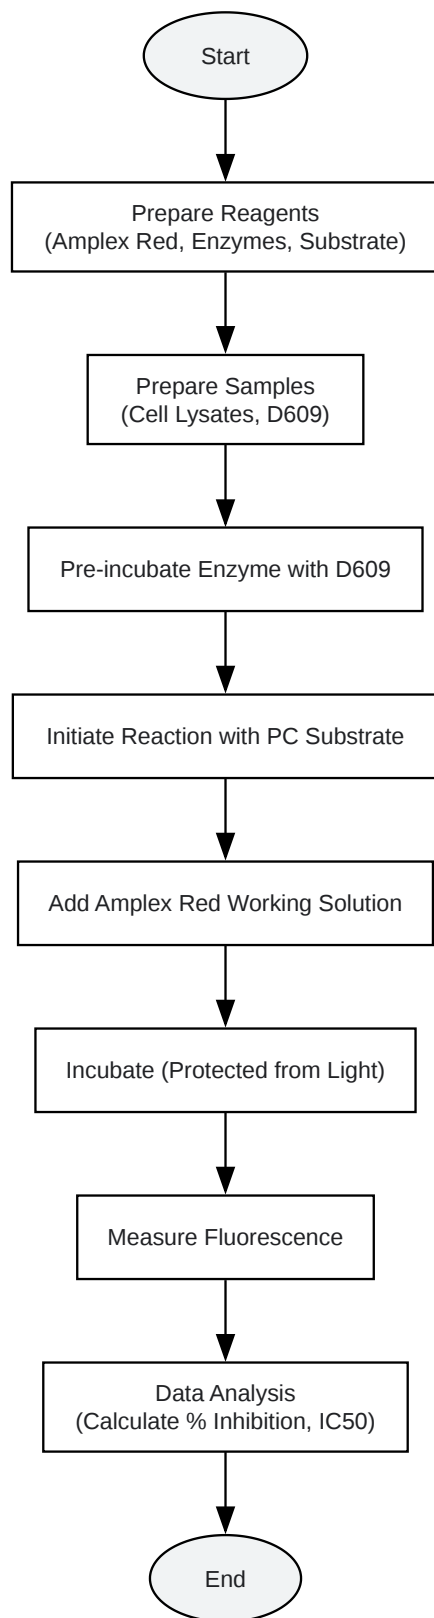 Start
Prepare Reagents
(Amplex Red, Enzymes, Substrate)
Prepare Samples
(Cell Lysates, D609)
Pre-incubate Enzyme with D609
Initiate Reaction with PC Substrate
Add Amplex Red Working Solution
Incubate (Protected from Light)
Measure Fluorescence
Data Analysis
(Calculate % Inhibition, IC50)
End